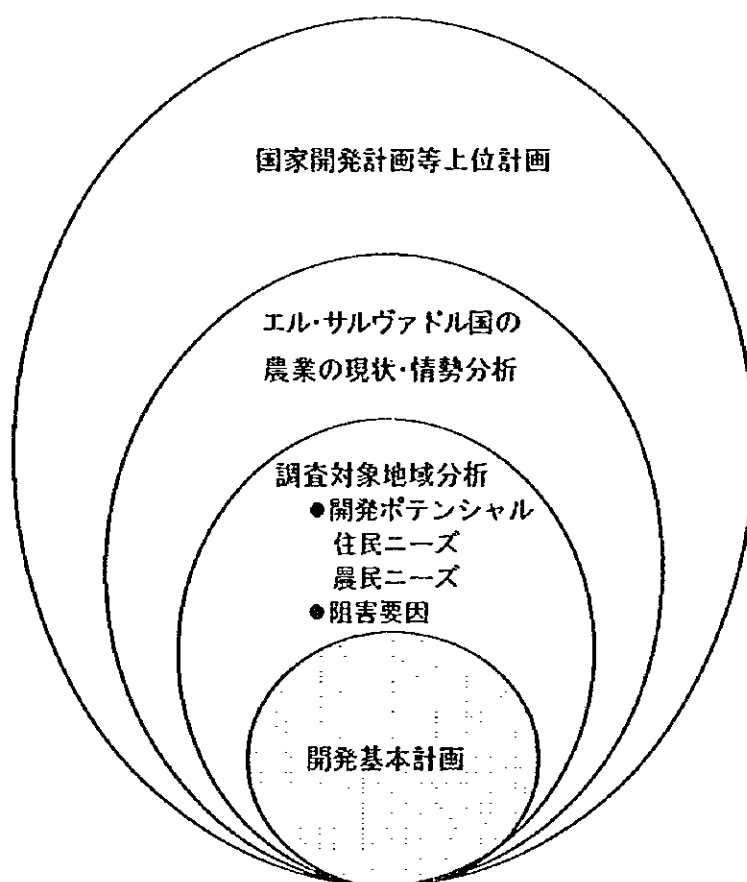 国家開発計画等上位計画
エル・サルヴァドル国の
農業の現状・情勢分析
調査対象地域分析
●開発ポテンシャル
住民ニーズ
農民ニーズ
●阻害要因
開発基本計画